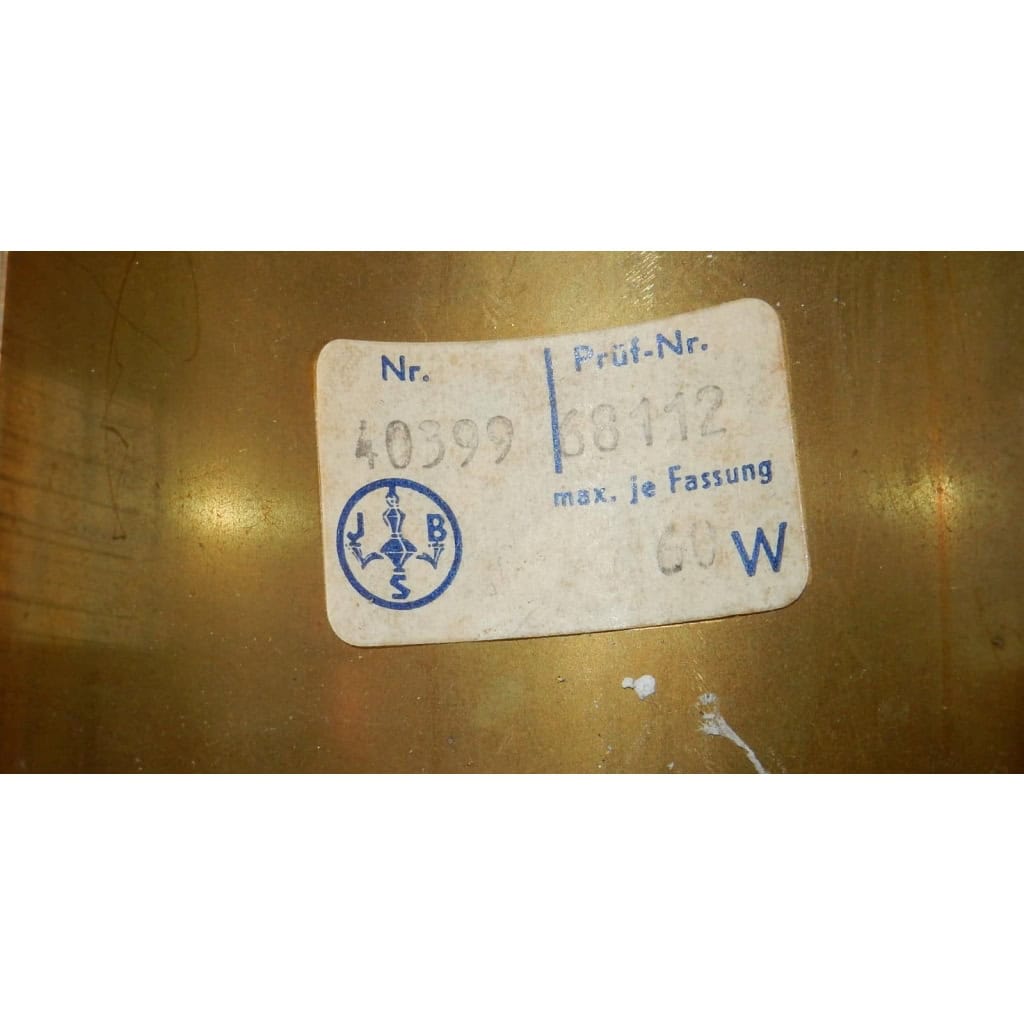 Nr. Prüf-Nr.
40399 68112
max. je Fassung
60 W
J B
S